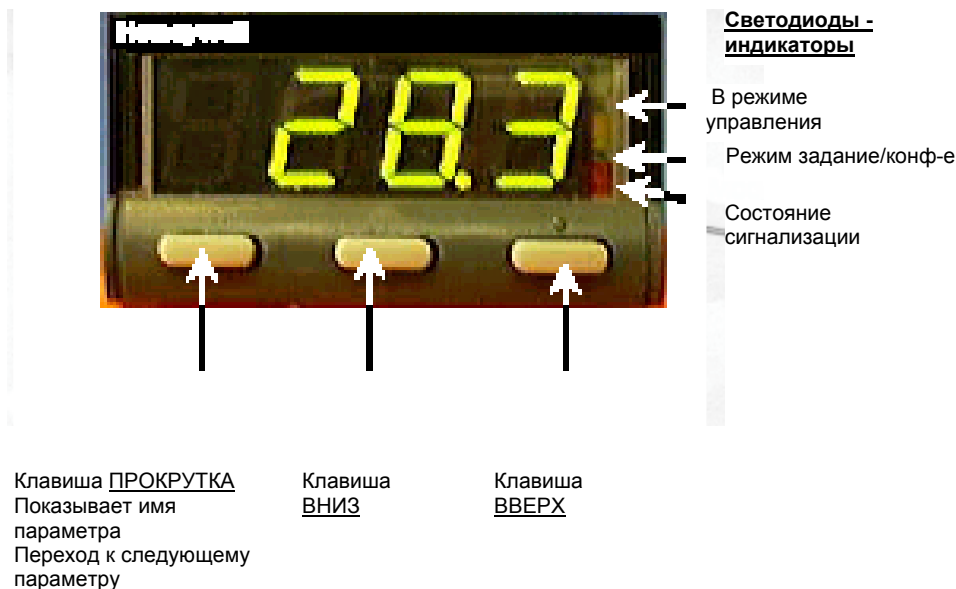 Honeywell
28.3
Светодиоды -
индикаторы
В режиме
управления
Режим задание/конф-е
Состояние
сигнализации
Клавиша ПРОКРУТКА
Показывает имя
параметра
Переход к следующему
параметру
Клавиша
ВНИЗ
Клавиша
ВВЕРХ